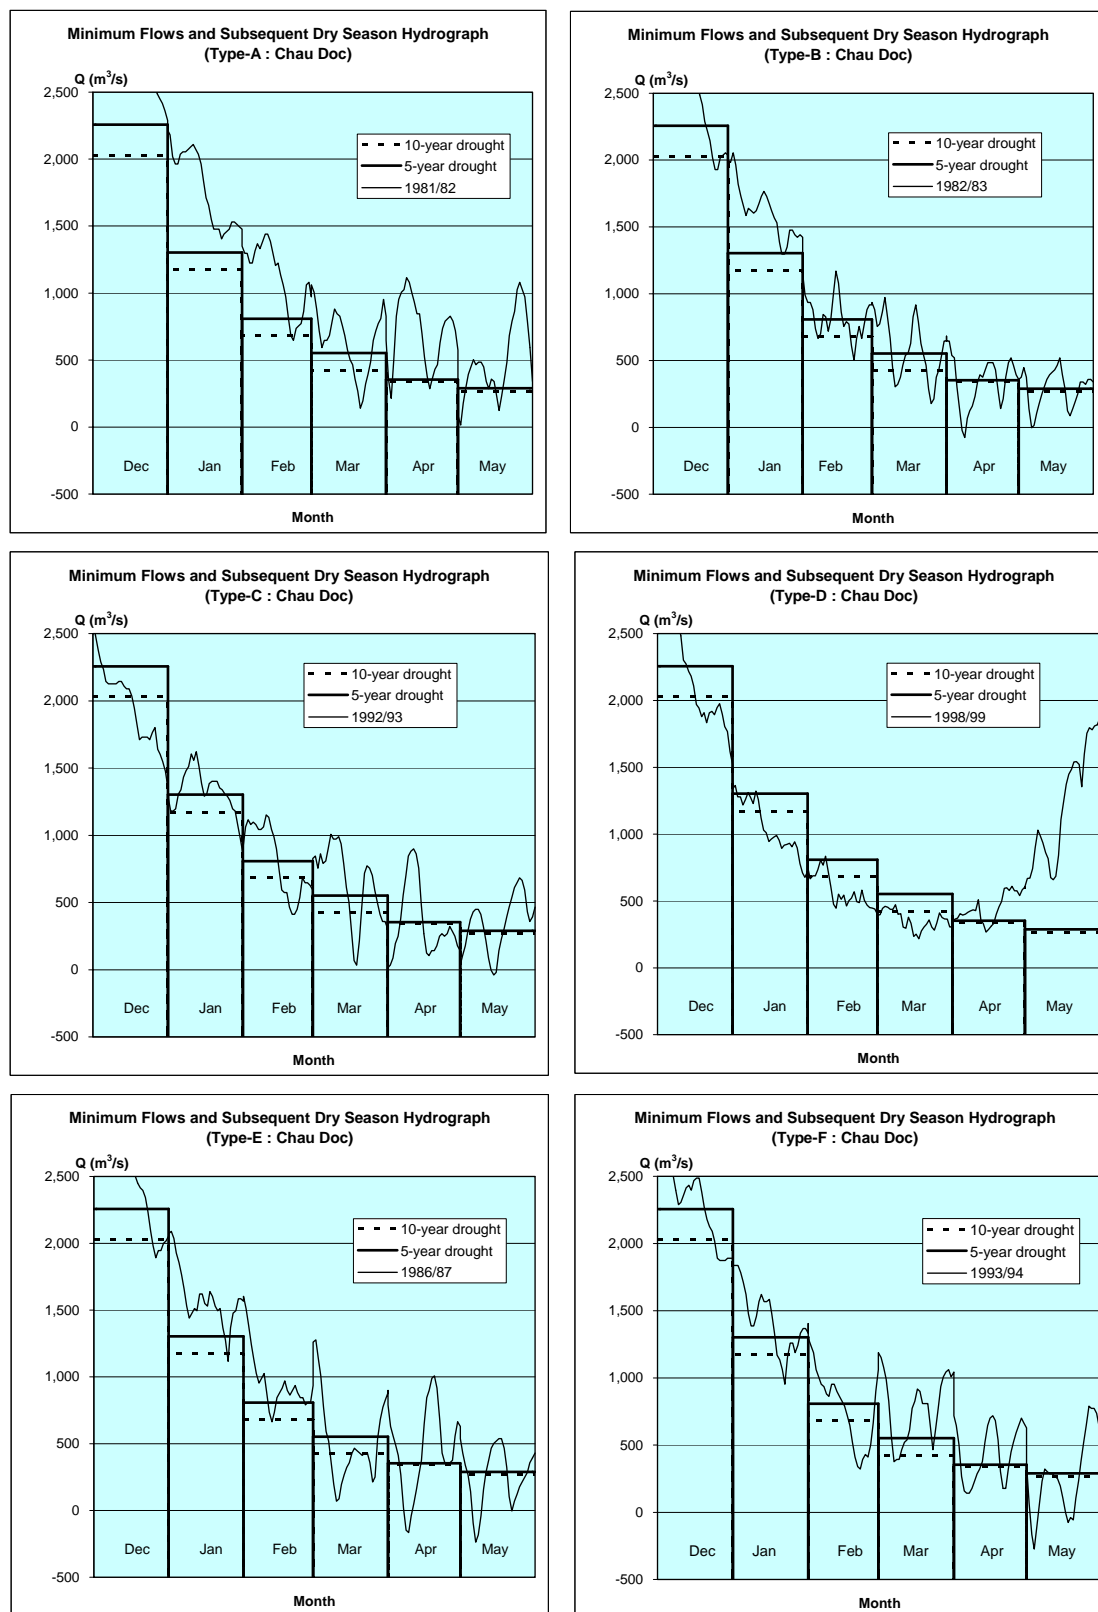 Minimum Flows and Subsequent Dry Season Hydrograph
(Type-A : Chau Doc)
Q (m³/s)
2,500
2,000
1,500
1,000
500
0
-500
10-year drought
5-year drought
1981/82
Dec Jan Feb Mar Apr May
Month
Minimum Flows and Subsequent Dry Season Hydrograph
(Type-B : Chau Doc)
Q (m³/s)
2,500
2,000
1,500
1,000
500
0
-500
10-year drought
5-year drought
1982/83
Dec Jan Feb Mar Apr May
Month
Minimum Flows and Subsequent Dry Season Hydrograph
(Type-C : Chau Doc)
Q (m³/s)
2,500
2,000
1,500
1,000
500
0
-500
10-year drought
5-year drought
1992/93
Dec Jan Feb Mar Apr May
Month
Minimum Flows and Subsequent Dry Season Hydrograph
(Type-D : Chau Doc)
Q (m³/s)
2,500
2,000
1,500
1,000
500
0
-500
10-year drought
5-year drought
1998/99
Dec Jan Feb Mar Apr May
Month
Minimum Flows and Subsequent Dry Season Hydrograph
(Type-E : Chau Doc)
Q (m³/s)
2,500
2,000
1,500
1,000
500
0
-500
10-year drought
5-year drought
1986/87
Dec Jan Feb Mar Apr May
Month
Minimum Flows and Subsequent Dry Season Hydrograph
(Type-F : Chau Doc)
Q (m³/s)
2,500
2,000
1,500
1,000
500
0
-500
10-year drought
5-year drought
1993/94
Dec Jan Feb Mar Apr May
Month